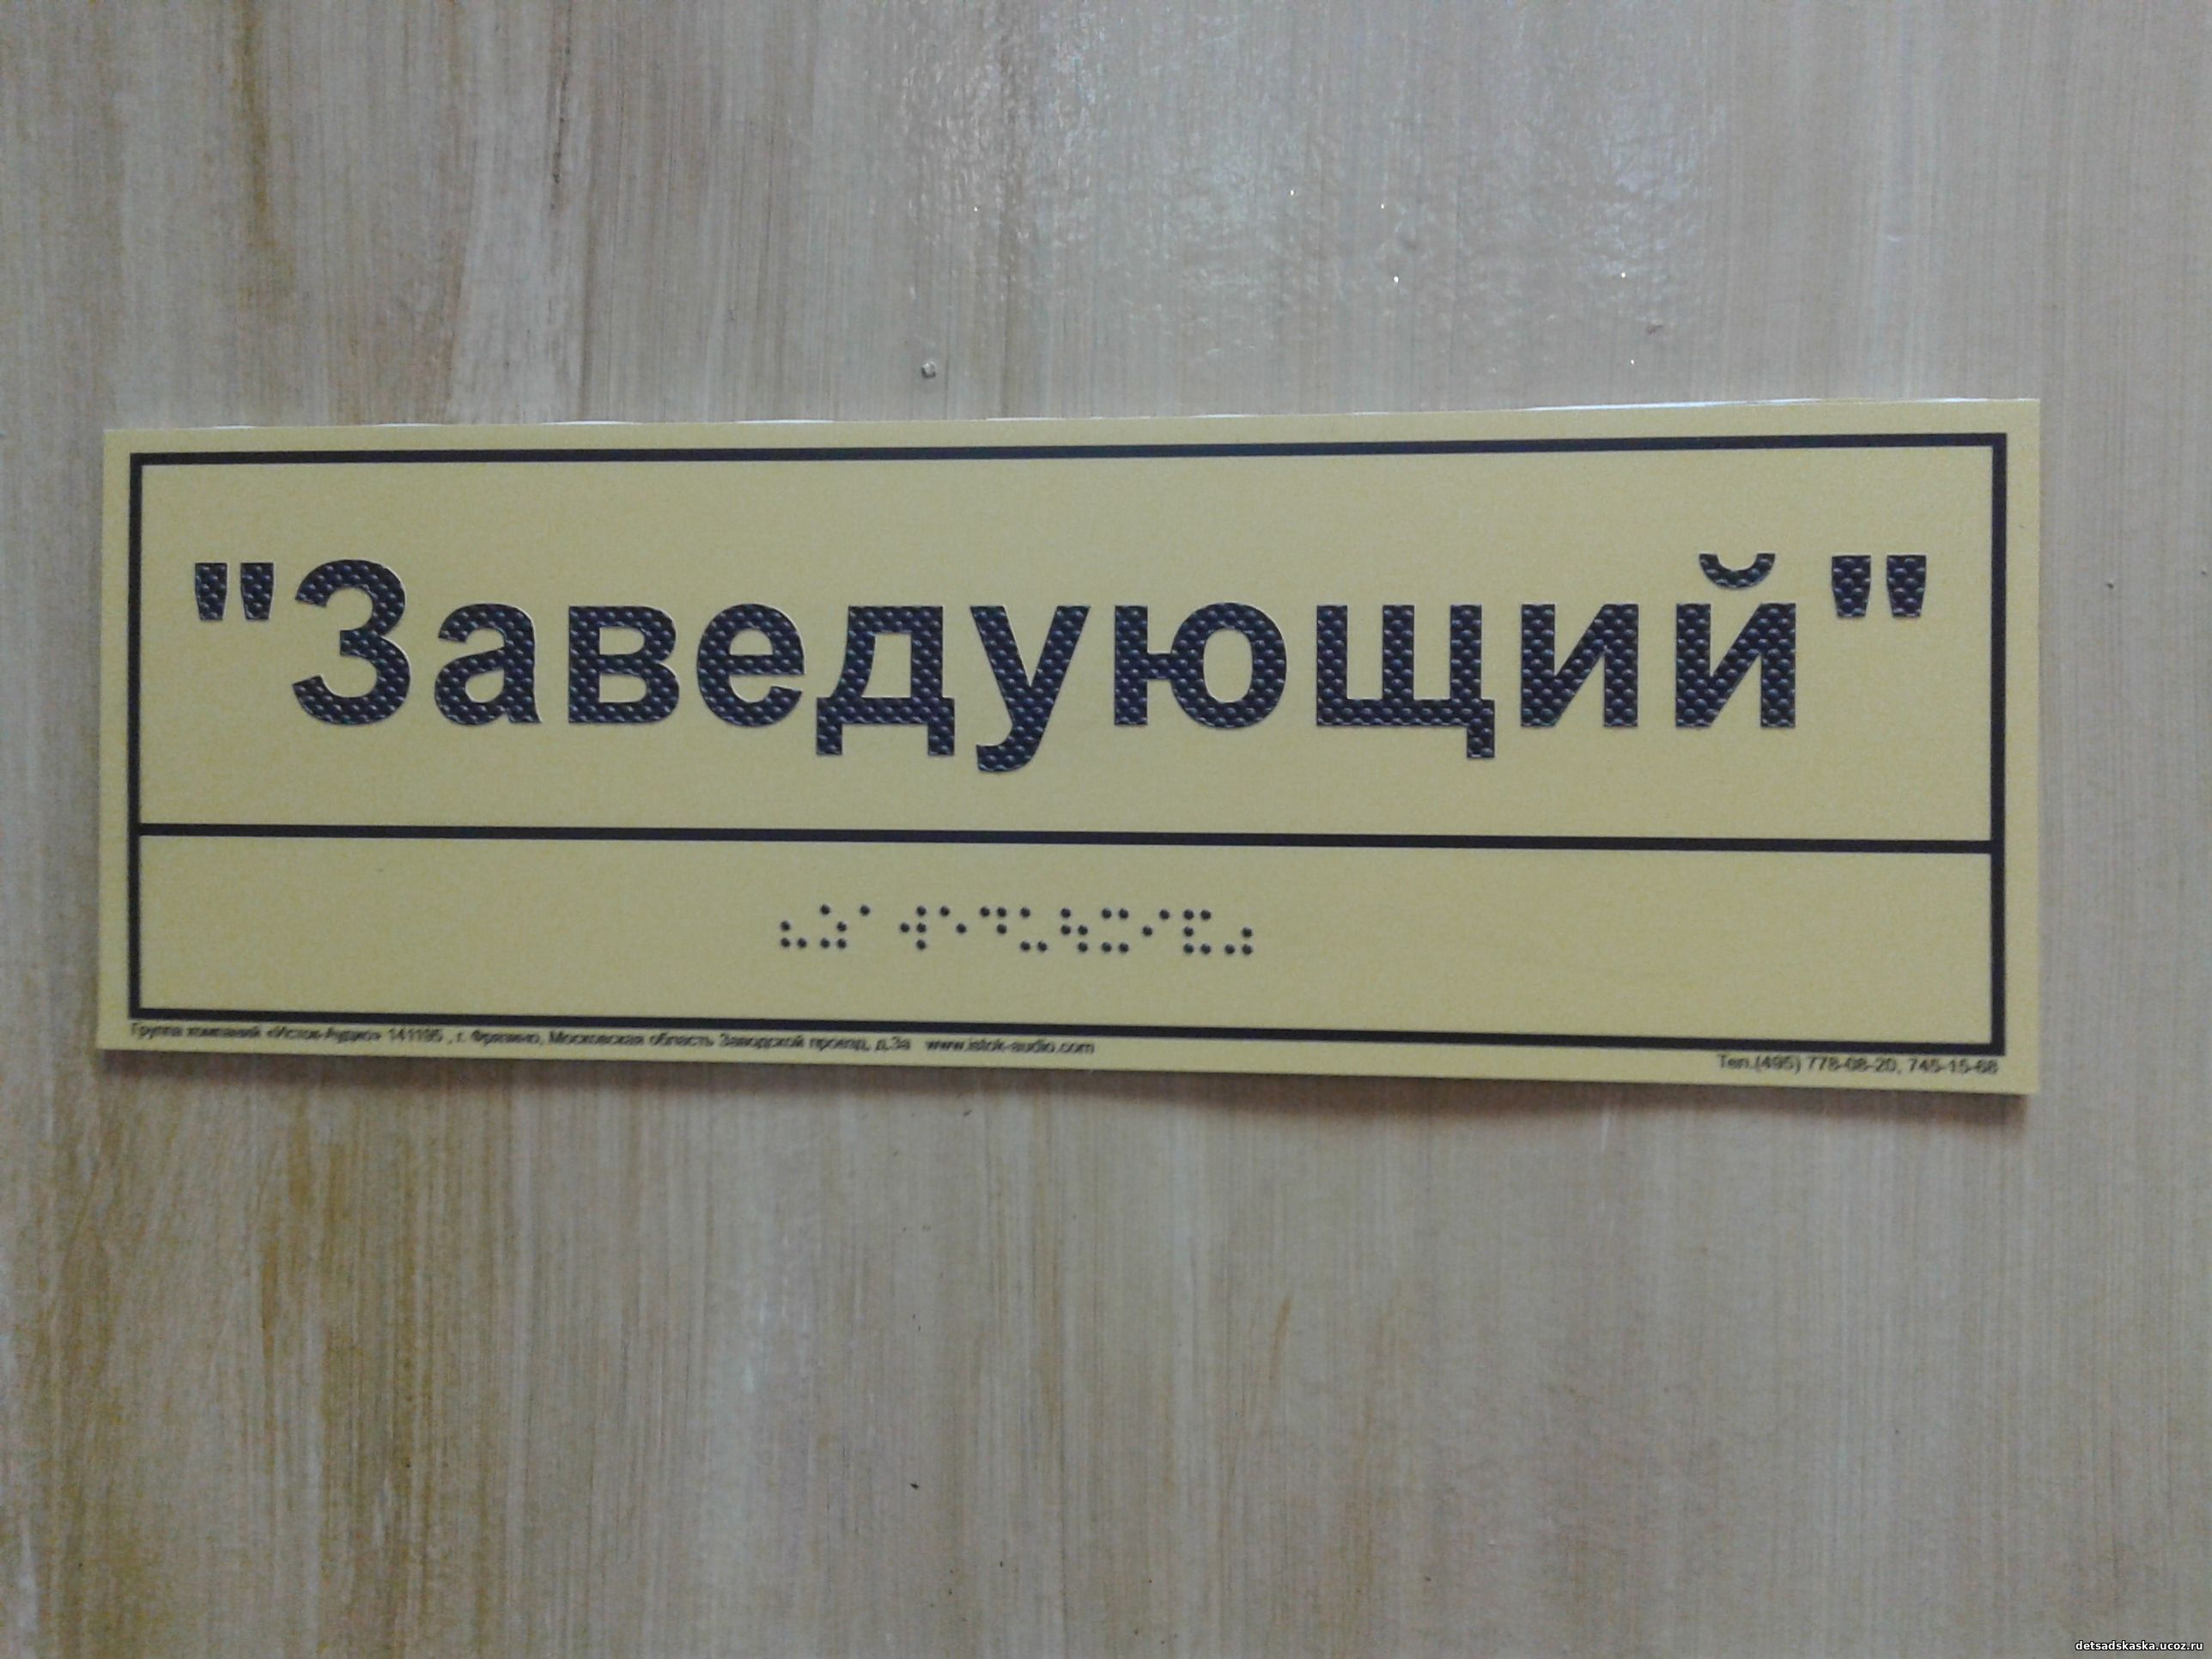 "Заведующий"
⠦⠵⠁⠺⠑⠙⠥⠳⠭⠊⠯⠴
Группа компаний «Исток-Аудио» 141195 , г. Фрязино, Московская область Заводской проезд, д.3а www.istok-audio.com
Тел.(495) 778-08-20, 745-15-68
detsadskaska.ucoz.ru